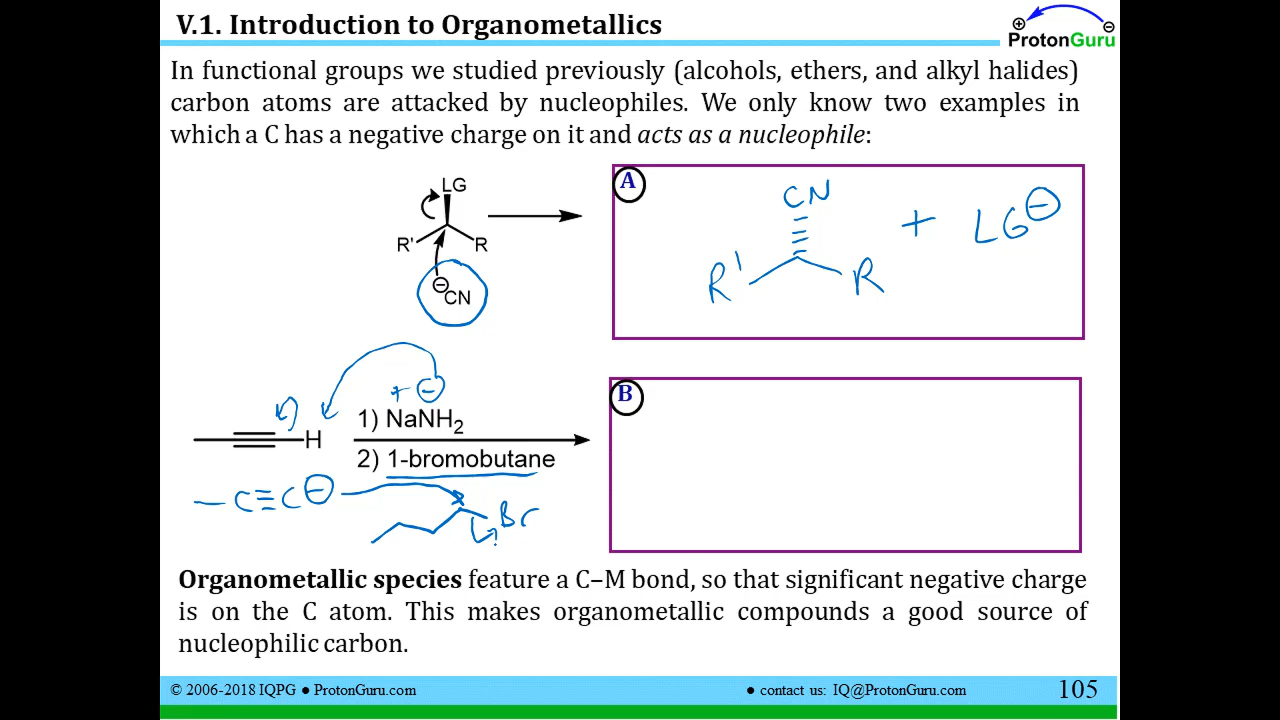 V.1. Introduction to Organometallics
⊕ ⊖
ProtonGuru
In functional groups we studied previously (alcohols, ethers, and alkyl halides)
carbon atoms are attacked by nucleophiles. We only know two examples in
which a C has a negative charge on it and acts as a nucleophile:
LG
R' R
⊖CN
A
CN
R' R + LG⊖
+ ⊖
H
1) NaNH₂
2) 1-bromobutane
—C≡C⊖
Br
B
Organometallic species feature a C–M bond, so that significant negative charge
is on the C atom. This makes organometallic compounds a good source of
nucleophilic carbon.
© 2006-2018 IQPG ● ProtonGuru.com ● contact us: IQ@ProtonGuru.com 105